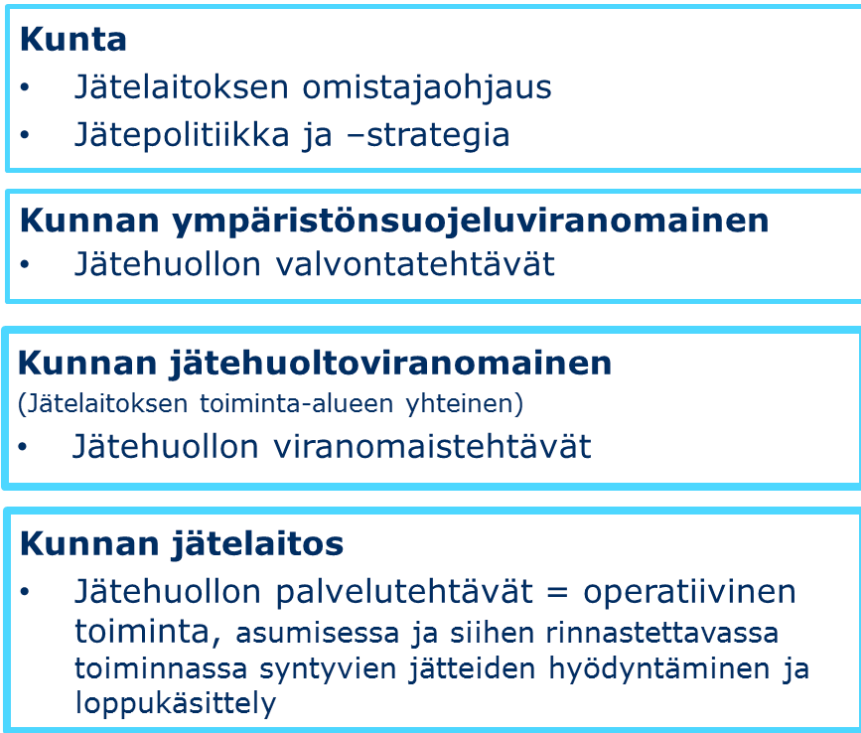 Kunta
• Jätelaitoksen omistajaohjaus
• Jätepolitiikka ja –strategia
Kunnan ympäristönsuojeluviranomainen
• Jätehuollon valvontatehtävät
Kunnan jätehuoltoviranomainen
(Jätelaitoksen toiminta-alueen yhteinen)
• Jätehuollon viranomaistehtävät
Kunnan jätelaitos
• Jätehuollon palvelutehtävät = operatiivinen
toiminta, asumisessa ja siihen rinnastettavassa
toiminnassa syntyvien jätteiden hyödyntäminen ja
loppukäsittely